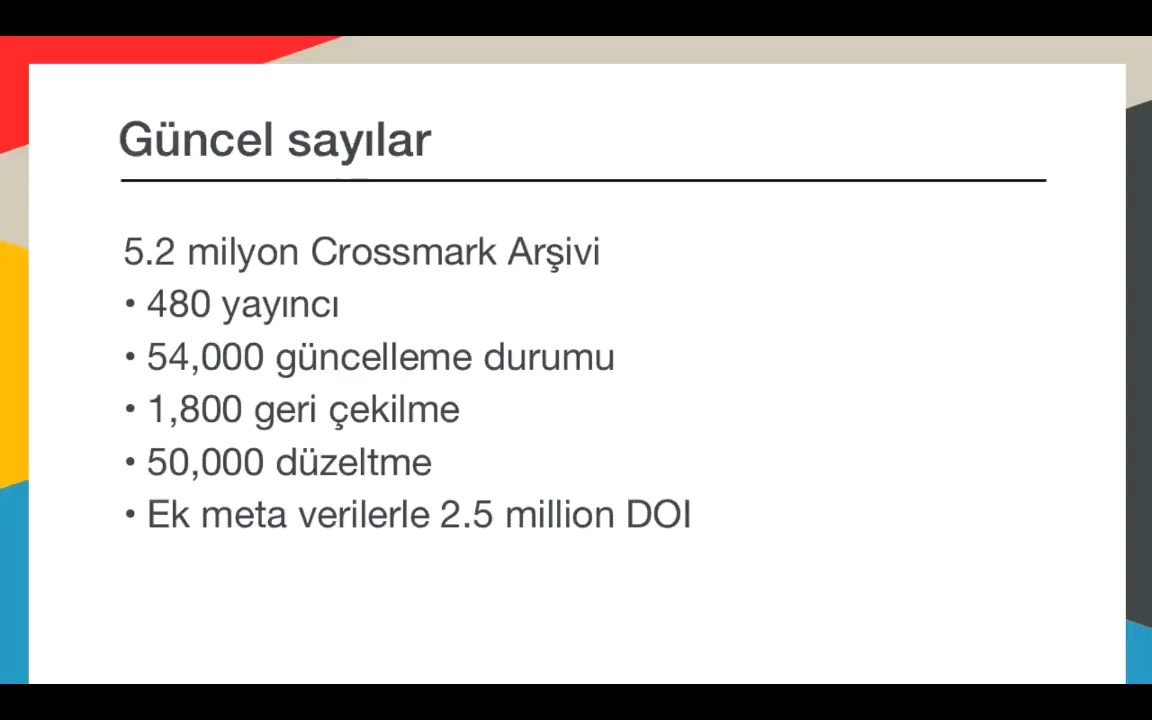 Güncel sayılar
5.2 milyon Crossmark Arşivi
• 480 yayıncı
• 54,000 güncelleme durumu
• 1,800 geri çekilme
• 50,000 düzeltme
• Ek meta verilerle 2.5 million DOI